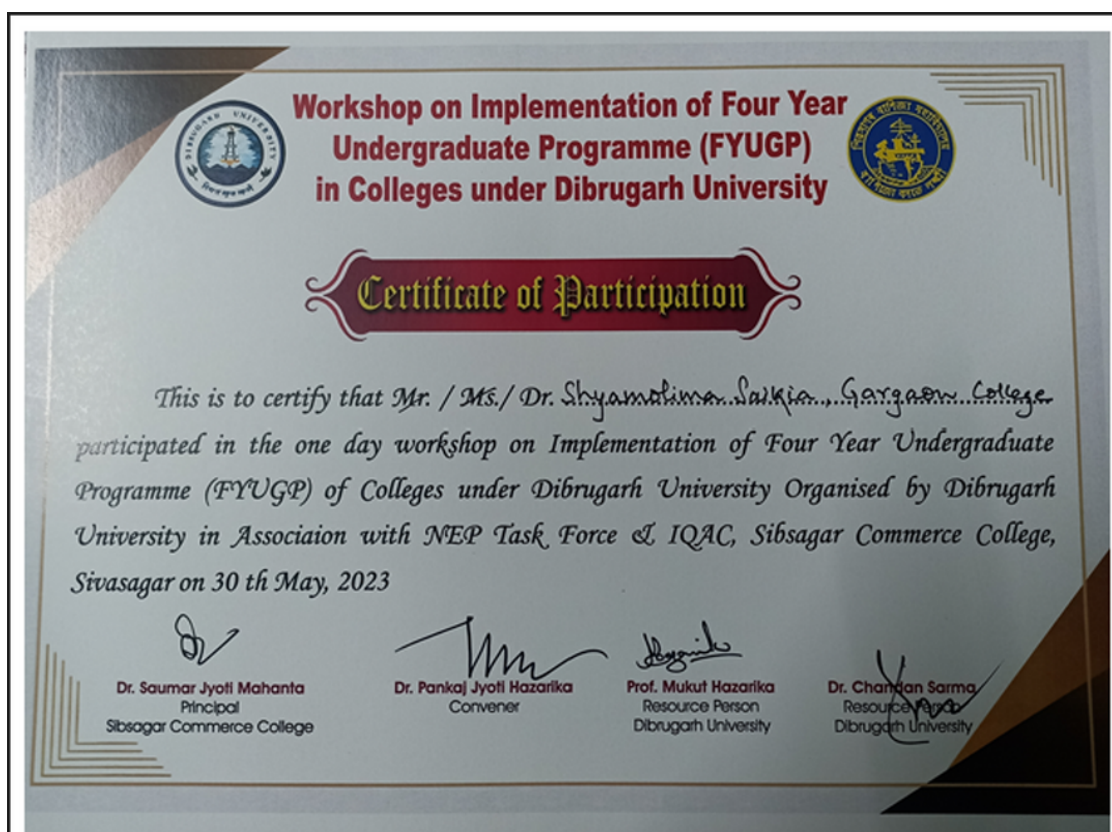 Workshop on Implementation of Four Year
Undergraduate Programme (FYUGP)
in Colleges under Dibrugarh University
DIBRUGARH UNIVERSITY
Certificate of Participation
This is to certify that Mr. / Ms./ Dr. Shyamolima Saikia, Gargaon College
participated in the one day workshop on Implementation of Four Year Undergraduate
Programme (FYUGP) of Colleges under Dibrugarh University Organised by Dibrugarh
University in Associaion with NEP Task Force & IQAC, Sibsagar Commerce College,
Sivasagar on 30 th May, 2023
Dr. Saumar Jyoti Mahanta
Principal
Sibsagar Commerce College
Dr. Pankaj Jyoti Hazarika
Convener
Prof. Mukut Hazarika
Resource Person
Dibrugarh University
Dr. Chandan Sarma
Resource Person
Dibrugarh University